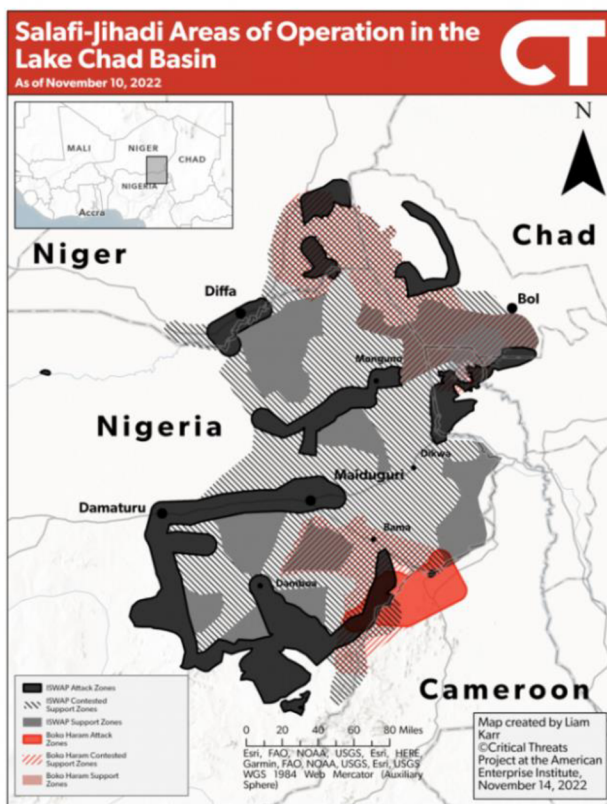 Salafi-Jihadi Areas of Operation in the
Lake Chad Basin
As of November 10, 2022
CT
N
MALI
NIGER
CHAD
NIGERIA
Accra
Niger
Chad
Diffa
Bol
Monguno
Nigeria
Dikwa
Maiduguri
Damaturu
Bama
Damboa
Cameroon
ISWAP Attack Zones
ISWAP Contested
Support Zones
ISWAP Support Zones
Boko Haram Attack
Zones
Boko Haram Contested
Support Zones
Boko Haram Support
Zones
0 10 20 40 60 80 Miles
Esri, FAO, NOAA, USGS, Esri, HERE,
Garmin, FAO, NOAA, USGS, Esri, USGS
WGS 1984 Web Mercator (Auxiliary
Sphere)
Map created by Liam
Karr
©Critical Threats
Project at the American
Enterprise Institute,
November 14, 2022